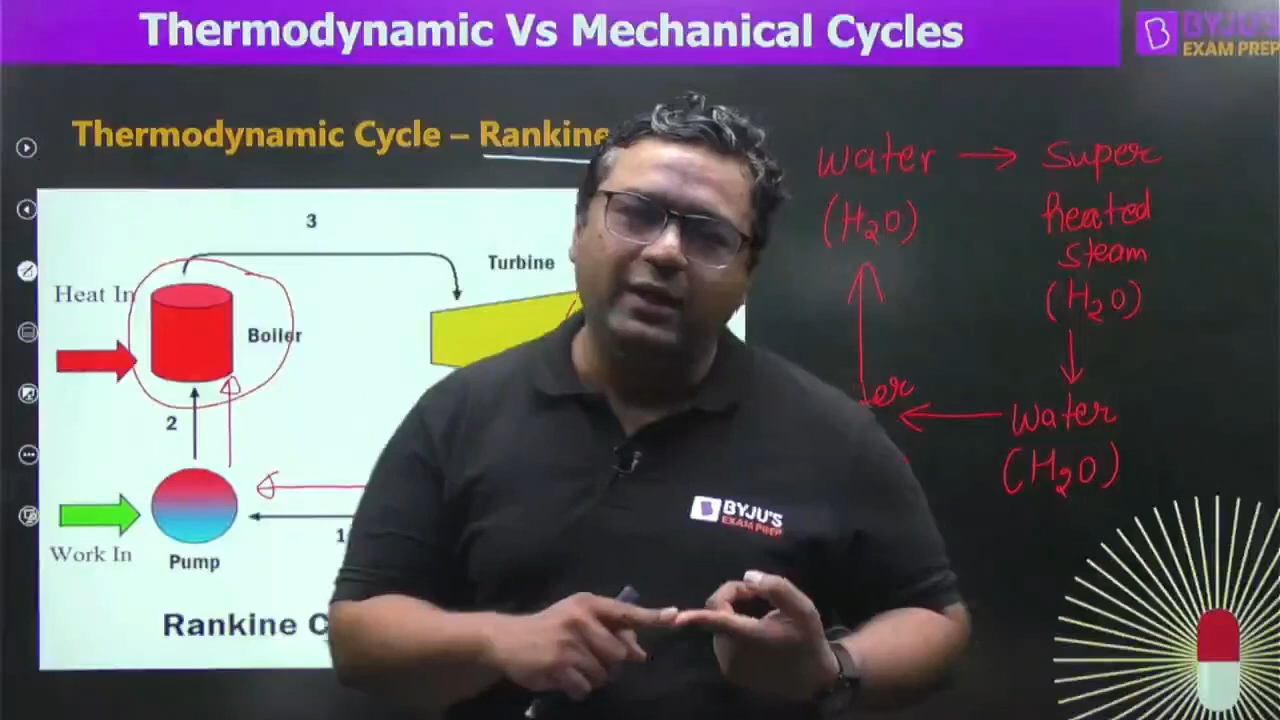 Thermodynamic Vs Mechanical Cycles
BYJU'S
EXAM PREP
Thermodynamic Cycle – Rankine
3
Turbine
Heat In
Boiler
2
1
Work In
Pump
Rankine C
Water → Super
(H2O) heated
steam
(H2O)
er ← Water
(H2O)
BYJU'S
EXAM PREP